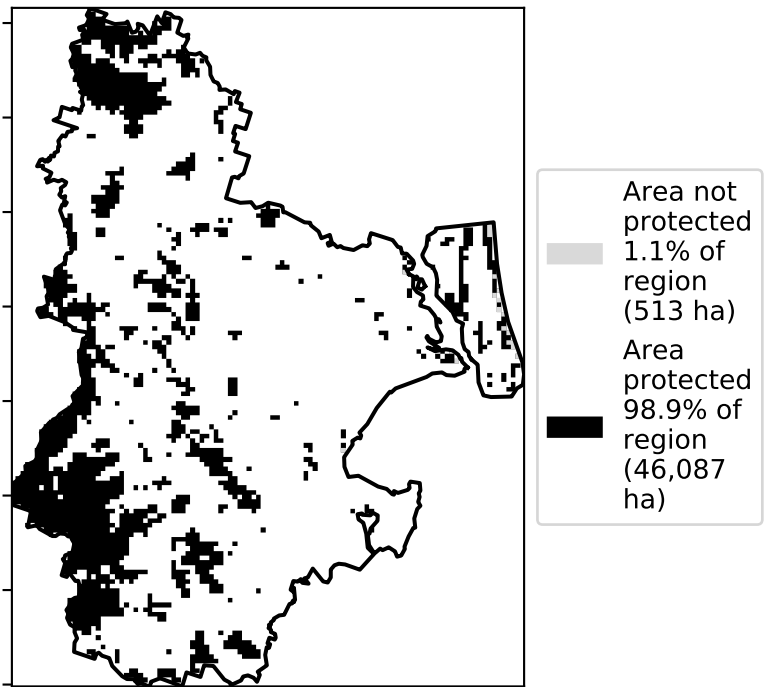 Area not
protected
1.1% of
region
(513 ha)
Area
protected
98.9% of
region
(46,087
ha)